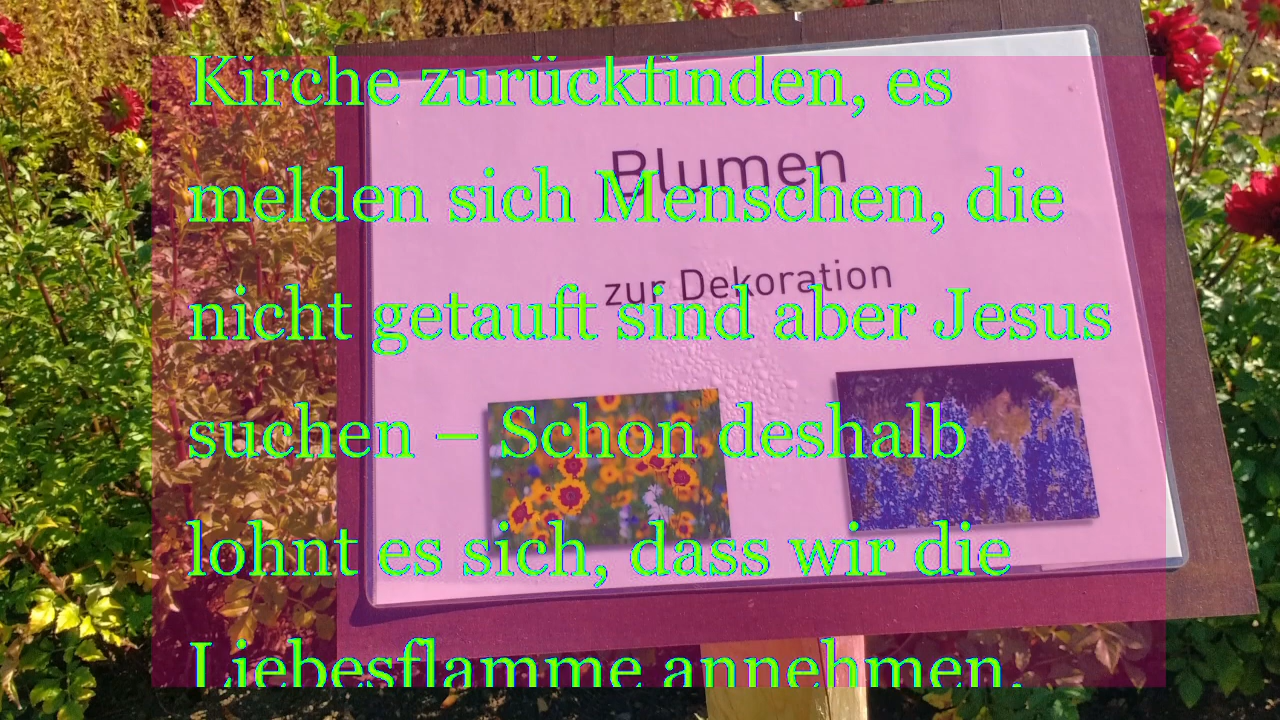 Kirche zurückfinden, es
Blumen
melden sich Menschen, die
zur Dekoration
nicht getauft sind aber Jesus
suchen – Schon deshalb
lohnt es sich, dass wir die
Liebesflamme annehmen.